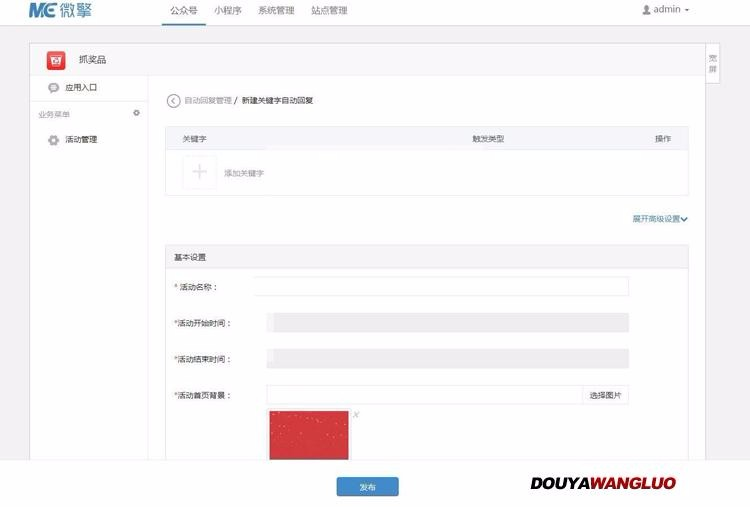 微擎
公众号 小程序 系统管理 站点管理
admin
抓奖品
宽屏
应用入口
业务菜单
活动管理
自动回复管理 / 新建关键字自动回复
关键字 触发类型 操作
添加关键字
展开高级设置
基本设置
* 活动名称：
*活动开始时间：
*活动结束时间：
*活动首页背景：
选择图片
x
发布
DOUYAWANGLUO